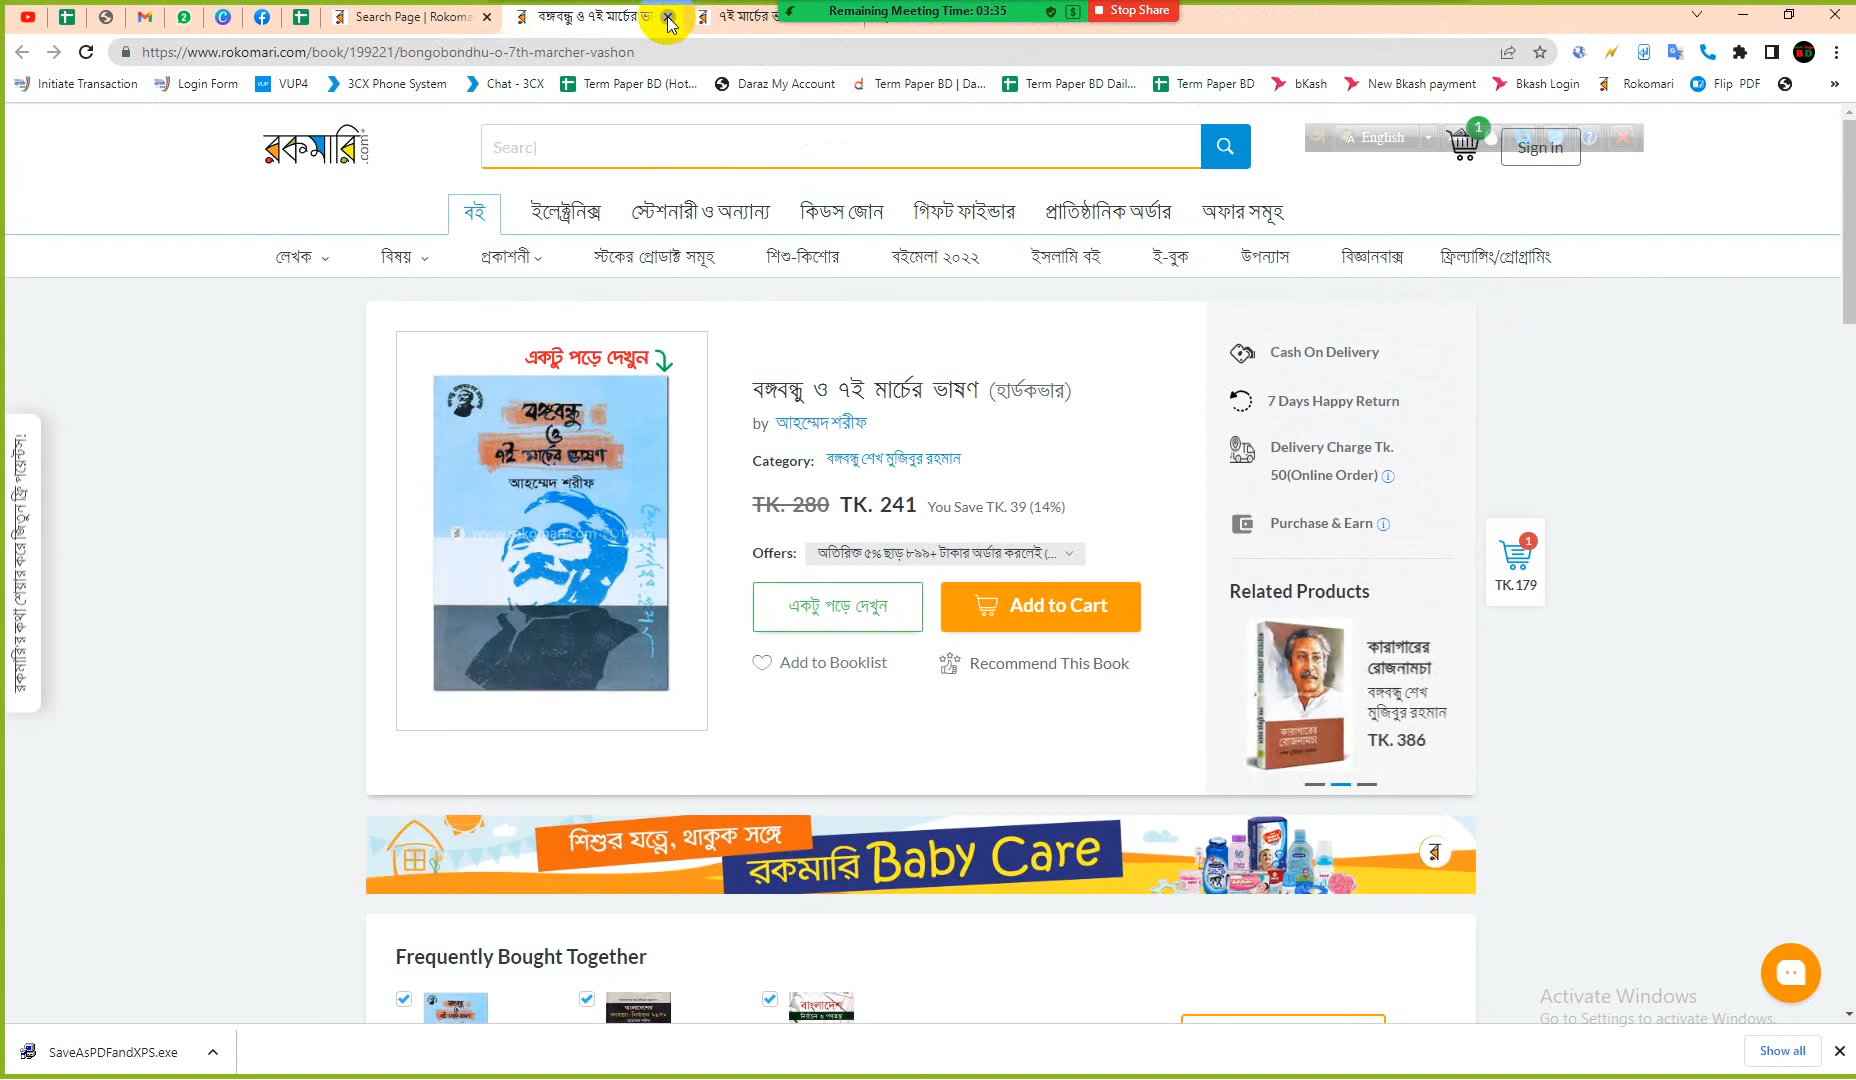 Search Page | Rokoma
বঙ্গবন্ধু ও ৭ই মার্চের ভা
৭ই মার্চের ভ
Remaining Meeting Time: 03:35
Stop Share
https://www.rokomari.com/book/199221/bongobondhu-o-7th-marcher-vashon
Initiate Transaction
Login Form
VUP4
3CX Phone System
Chat - 3CX
Term Paper BD (Hot...
Daraz My Account
Term Paper BD | Da...
Term Paper BD Dail...
Term Paper BD
bKash
New Bkash payment
Bkash Login
Rokomari
Flip PDF
»
রকমারি.com
Searc
English
1
Sign in
বই
ইলেক্ট্রনিক্স
স্টেশনারী ও অন্যান্য
কিডস জোন
গিফট ফাইন্ডার
প্রাতিষ্ঠানিক অর্ডার
অফার সমূহ
লেখক
বিষয়
প্রকাশনী
স্টকের প্রোডাক্ট সমূহ
শিশু-কিশোর
বইমেলা ২০২২
ইসলামি বই
ই-বুক
উপন্যাস
বিজ্ঞানবাক্স
ফ্রিল্যান্সিং/প্রোগ্রামিং
রকমারি'র কথা শেয়ার করে জিতুন ফ্রি পয়েন্টস!
একটু পড়ে দেখুন
বঙ্গবন্ধু
ও
৭ই মার্চের ভাষণ
আহম্মেদ শরীফ
বঙ্গবন্ধু ও ৭ই মার্চের ভাষণ (হার্ডকভার)
by আহম্মেদ শরীফ
Category: বঙ্গবন্ধু শেখ মুজিবুর রহমান
TK. 280 TK. 241 You Save TK. 39 (14%)
Offers: অতিরিক্ত ৫% ছাড় ৮৯৯+ টাকার অর্ডার করলেই (...
একটু পড়ে দেখুন
Add to Cart
Add to Booklist
Recommend This Book
Cash On Delivery
7 Days Happy Return
Delivery Charge Tk.
50(Online Order)
Purchase & Earn
Related Products
কারাগারের
রোজনামচা
কারাগারের
রোজনামচা
বঙ্গবন্ধু শেখ
মুজিবুর রহমান
TK. 386
1
TK.179
শিশুর যত্নে, থাকুক সঙ্গে
রকমারি Baby Care
Frequently Bought Together
বাংলাদেশ
Activate Windows
Go to Settings to activate Windows.
SaveAsPDFandXPS.exe
Show all